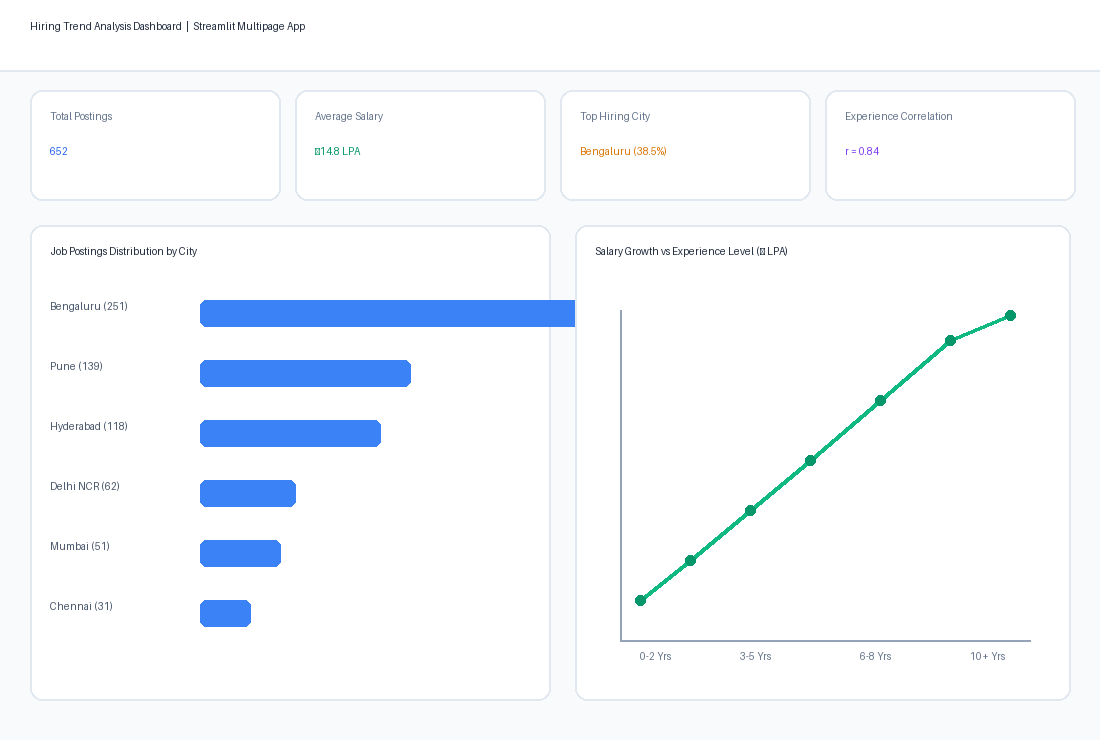 Hiring Trend Analysis Dashboard | Streamlit Multipage App
Total Postings
652
Average Salary
14.8 LPA
Top Hiring City
Bengaluru (38.5%)
Experience Correlation
r = 0.84
Job Postings Distribution by City
Bengaluru (251)
Pune (139)
Hyderabad (118)
Delhi NCR (62)
Mumbai (51)
Chennai (31)
Salary Growth vs Experience Level ( LPA)
0-2 Yrs
3-5 Yrs
6-8 Yrs
10+ Yrs